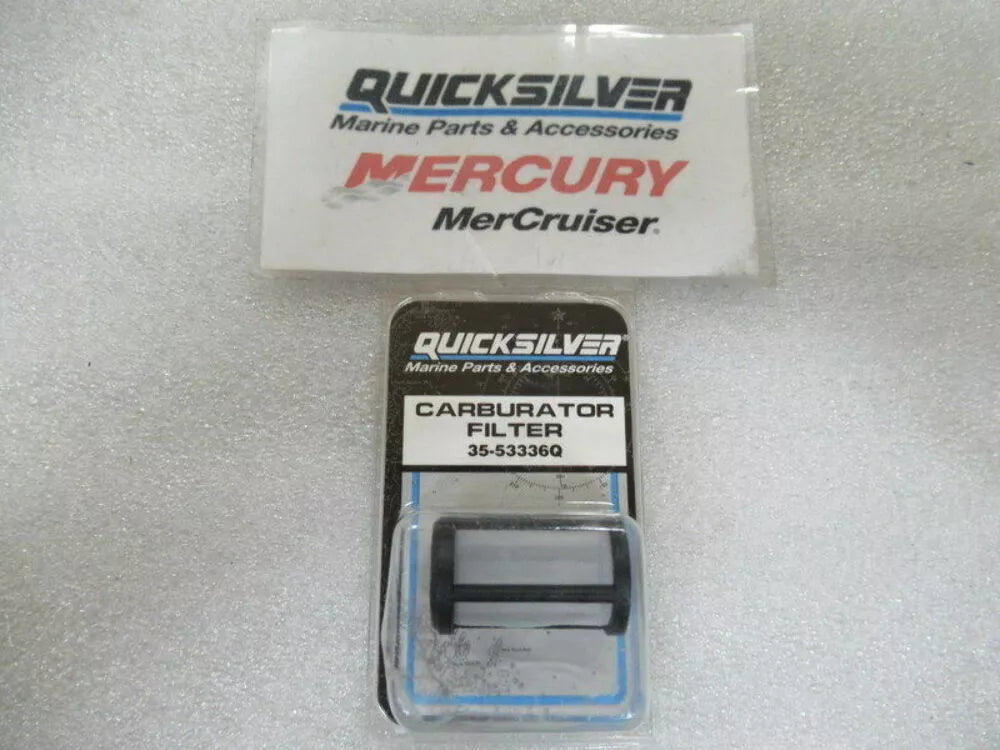 QUICKSILVER
Marine Parts & Accessories
MERCURY
MerCruiser®
QUICKSILVER®
Marine Parts & Accessories
CARBURATOR
FILTER
35-53336Q